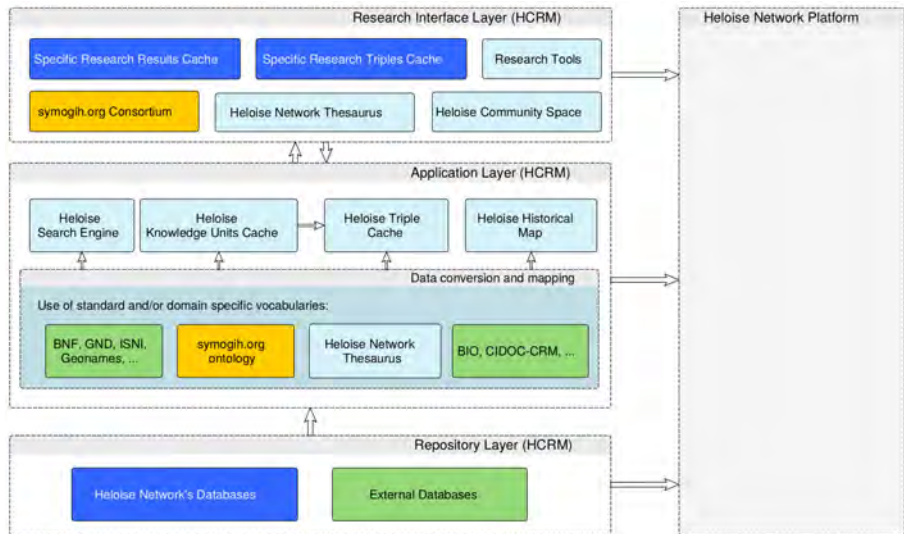 Research Interface Layer (HCRM)
Heloise Network Platform
Specific Research Results Cache
Specific Research Triples Cache
Research Tools
symogih.org Consortium
Heloise Network Thesaurus
Heloise Community Space
Application Layer (HCRM)
Heloise
Search Engine
Heloise
Knowledge Units Cache
Heloise Triple
Cache
Heloise Historical
Map
Data conversion and mapping
Use of standard and/or domain specific vocabularies:
BNF, GND, ISNI,
Geonames, ...
symogih.org
ontology
Heloise Network
Thesaurus
BIO, CIDOC-CRM, ...
Repository Layer (HCRM)
Heloise Network's Databases
External Databases